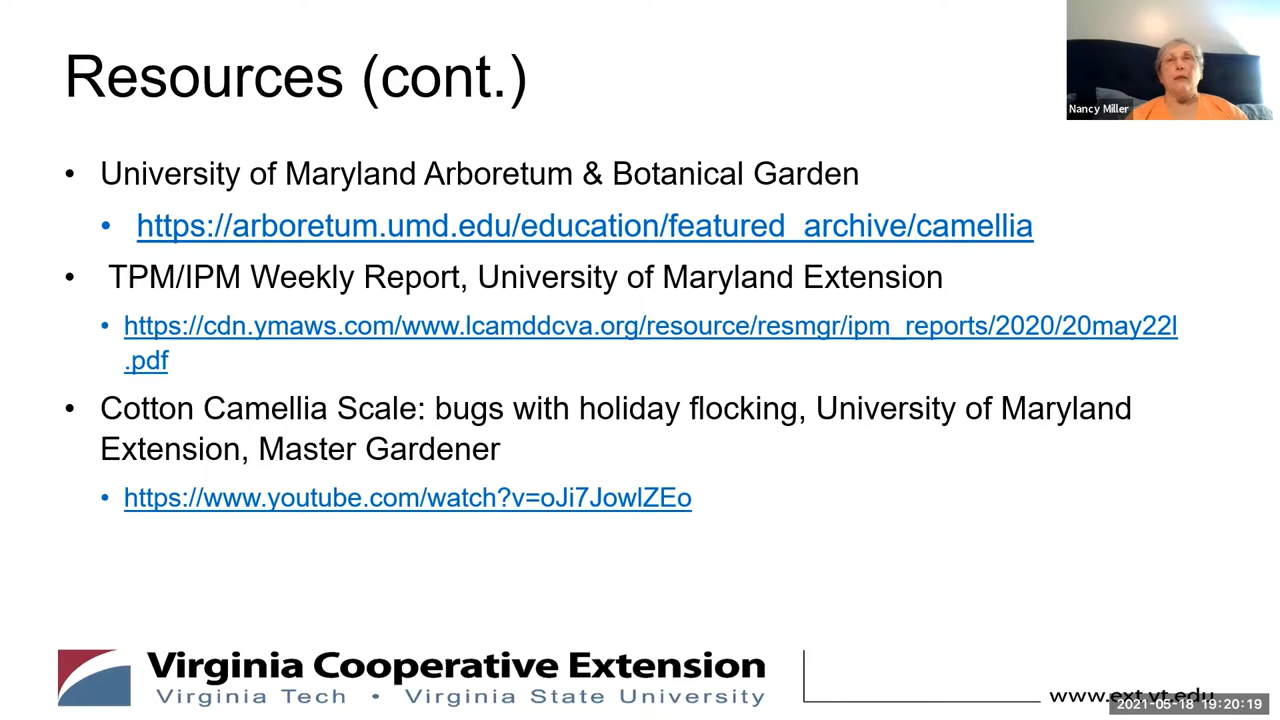 Resources (cont.)
Nancy Miller
• University of Maryland Arboretum & Botanical Garden
• https://arboretum.umd.edu/education/featured_archive/camellia
• TPM/IPM Weekly Report, University of Maryland Extension
• https://cdn.ymaws.com/www.lcamddcva.org/resource/resmgr/ipm_reports/2020/20may22l
.pdf
• Cotton Camellia Scale: bugs with holiday flocking, University of Maryland
Extension, Master Gardener
• https://www.youtube.com/watch?v=oJi7JowlZEo
Virginia Cooperative Extension
Virginia Tech • Virginia State University
www.ext.vt.edu
2021-05-18 19:20:19